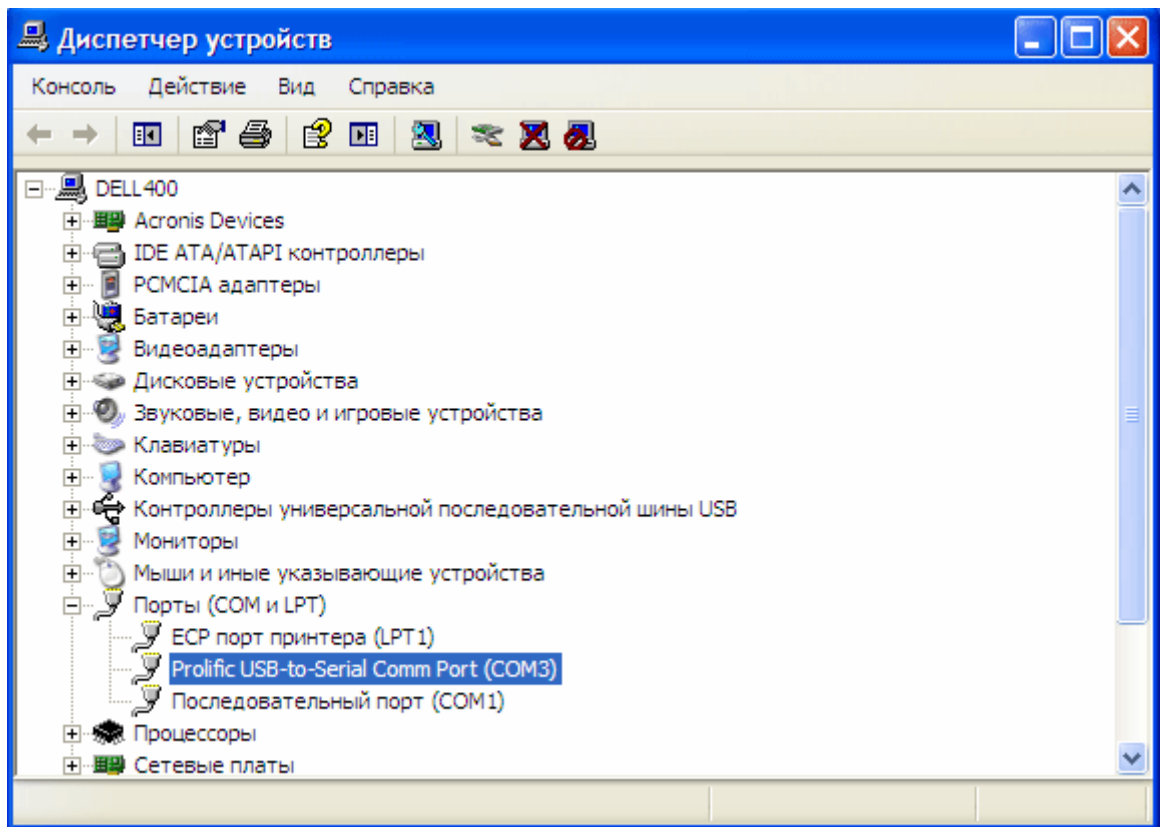 Диспетчер устройств
Консоль Действие Вид Справка
DELL400
Acronis Devices
IDE ATA/ATAPI контроллеры
PCMCIA адаптеры
Батареи
Видеоадаптеры
Дисковые устройства
Звуковые, видео и игровые устройства
Клавиатуры
Компьютер
Контроллеры универсальной последовательной шины USB
Мониторы
Мыши и иные указывающие устройства
Порты (COM и LPT)
ECP порт принтера (LPT1)
Prolific USB-to-Serial Comm Port (COM3)
Последовательный порт (COM1)
Процессоры
Сетевые платы